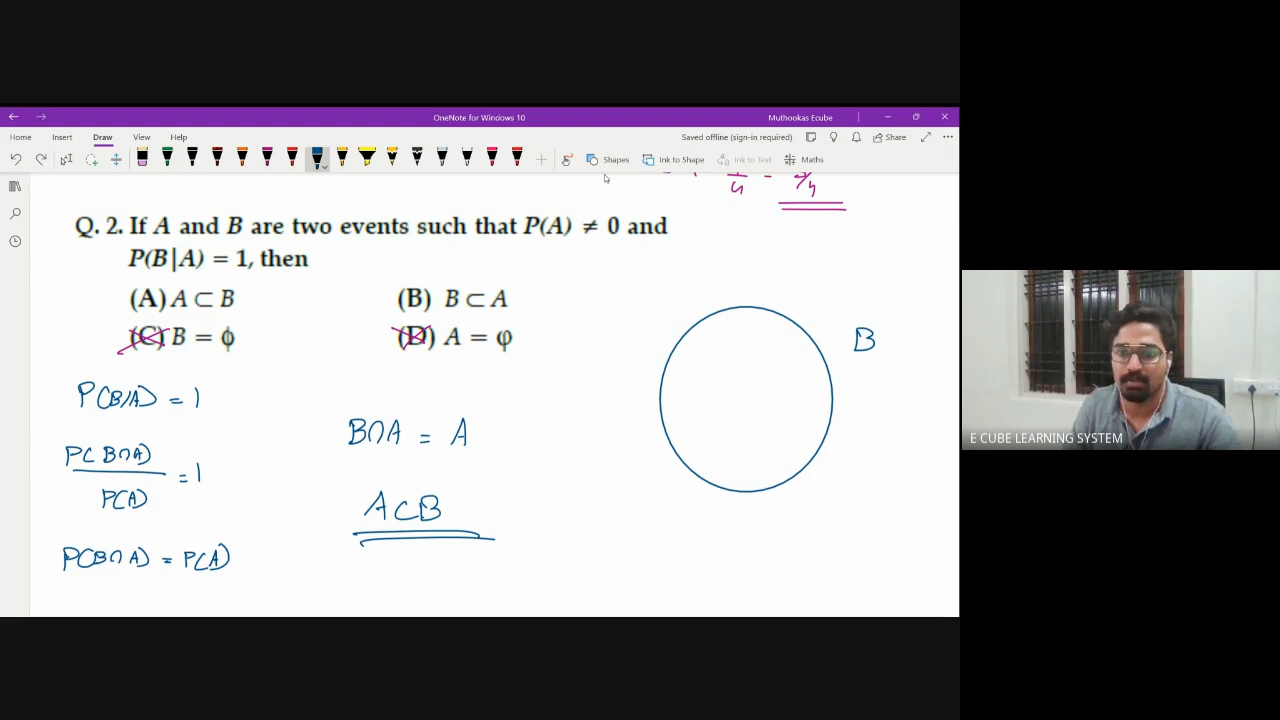 OneNote for Windows 10
Muthookas Ecube
Home Insert Draw View Help
Saved offline (sign-in required)
Share
Shapes
Ink to Shape
Ink to Text
Maths
Q. 2. If A and B are two events such that P(A) ≠ 0 and
P(B|A) = 1, then
(A) A ⊂ B
(B) B ⊂ A
(C) B = ϕ
(D) A = φ
P(B/A) = 1
P(B∩A)
P(A)
= 1
P(B∩A) = P(A)
B∩A = A
A⊂B
B
E CUBE LEARNING SYSTEM